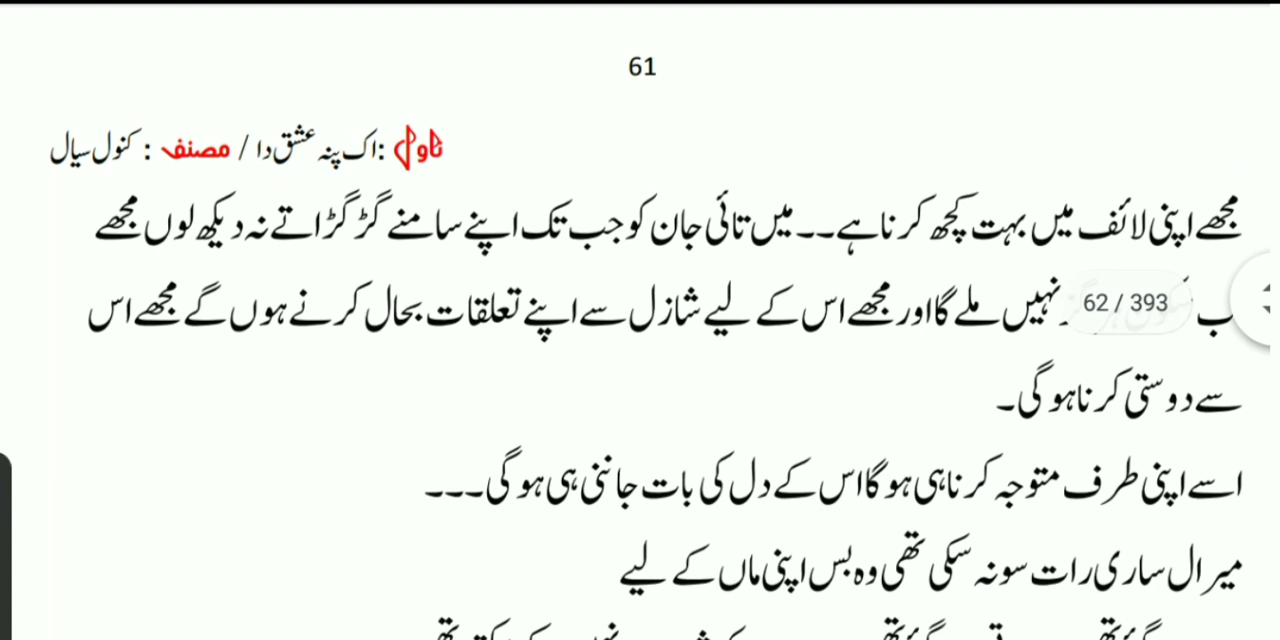 61
ناول :اک پنہ عشق دا / مصنف : کنول سیال
مجھے اپنی لائف میں بہت کچھ کرنا ہے۔۔۔ میں تائی جان کو جب تک اپنے سامنے گڑ گڑاتے نہ دیکھ لوں مجھے
نہیں ملے گا اور مجھے اس کے لیے شازل سے اپنے تعلقات بحال کرنے ہوں گے مجھے اس
62 / 393
سے دوستی کرنا ہو گی۔
اسے اپنی طرف متوجہ کرنا ہی ہو گا اس کے دل کی بات جاننی ہی ہو گی۔۔۔
میرال ساری رات سو نہ سکی تھی وہ بس اپنی ماں کے لیے